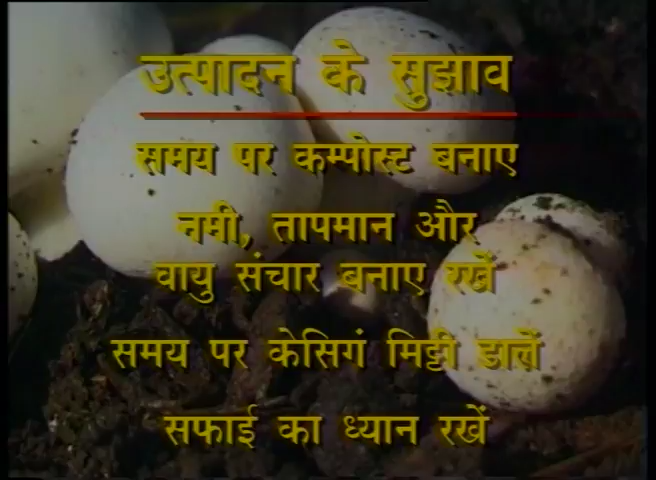 उत्पादन के सुझाव
समय पर कम्पोस्ट बनाए
नमी, तापमान और
वायु संचार बनाए रखें
समय पर केसिगं मिट्टी डालें
सफाई का ध्यान रखें